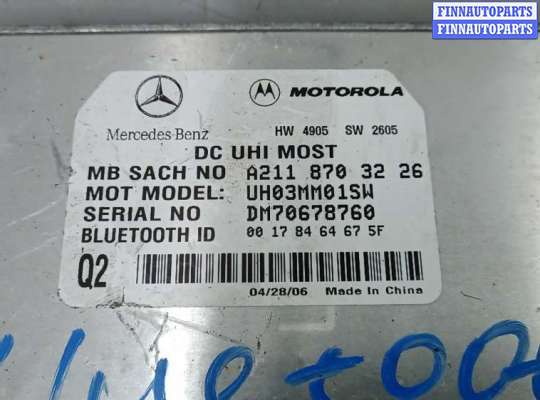 FINNAUTOPARTS
FINNAUTOPARTS
MOTOROLA
Mercedes-Benz
HW 4905 SW 2605
DC UHI MOST
MB SACH NO A211 870 32 26
MOT MODEL: UH03MM01SW
SERIAL NO DM70678760
BLUETOOTH ID 00 17 84 64 67 5F
Q2
04/28/06 Made In China